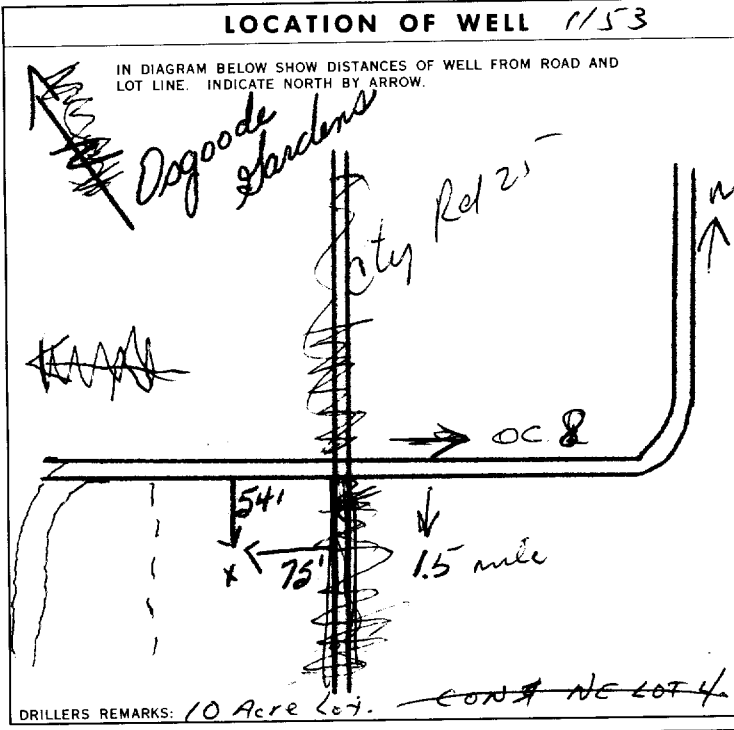 LOCATION OF WELL 1/53
IN DIAGRAM BELOW SHOW DISTANCES OF WELL FROM ROAD AND
LOT LINE. INDICATE NORTH BY ARROW.
Osgoode
Gardens
Cty Rd 25
N
OC 8
54'
x 75'
1.5 mile
DRILLERS REMARKS: 10 Acre Lot. CON NE LOT 4